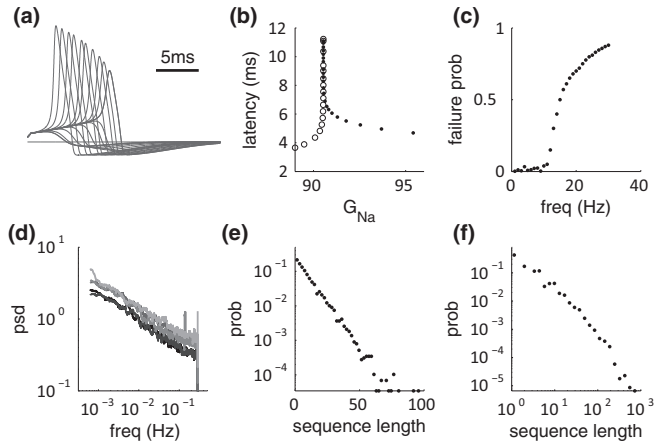 (a)
5ms
(b)
latency (ms)
12
10
8
6
4
2
90
95
G_Na
(c)
failure prob
1
0.5
0
0
20
40
freq (Hz)
(d)
psd
10^1
10^0
10^-1
10^-3
10^-2
10^-1
freq (Hz)
(e)
prob
10^-1
10^-2
10^-3
10^-4
0
50
100
sequence length
(f)
prob
10^-1
10^-2
10^-3
10^-4
10^-5
10^0
10^1
10^2
10^3
sequence length